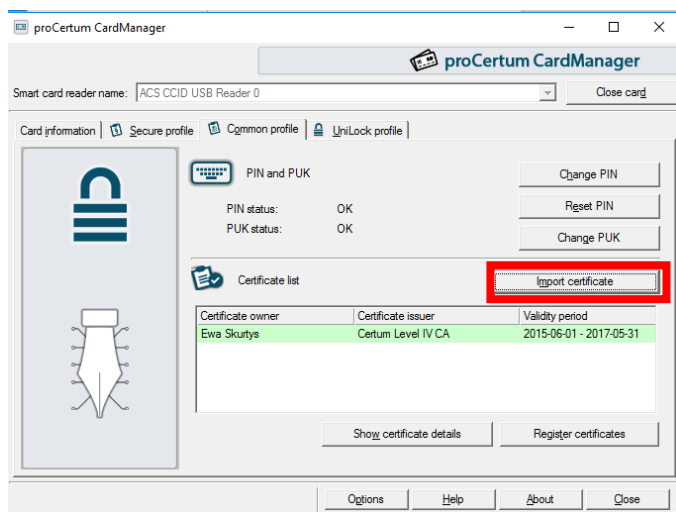 proCertum CardManager
proCertum CardManager
Smart card reader name: ACS CCID USB Reader 0 Close card
Card information Secure profile Common profile UniLock profile
PIN and PUK Change PIN
PIN status: OK Reset PIN
PUK status: OK Change PUK
Certificate list Import certificate
Certificate owner Certificate issuer Validity period
Ewa Skurtys Certum Level IV CA 2015-06-01 - 2017-05-31
Show certificate details Register certificates
Options Help About Close